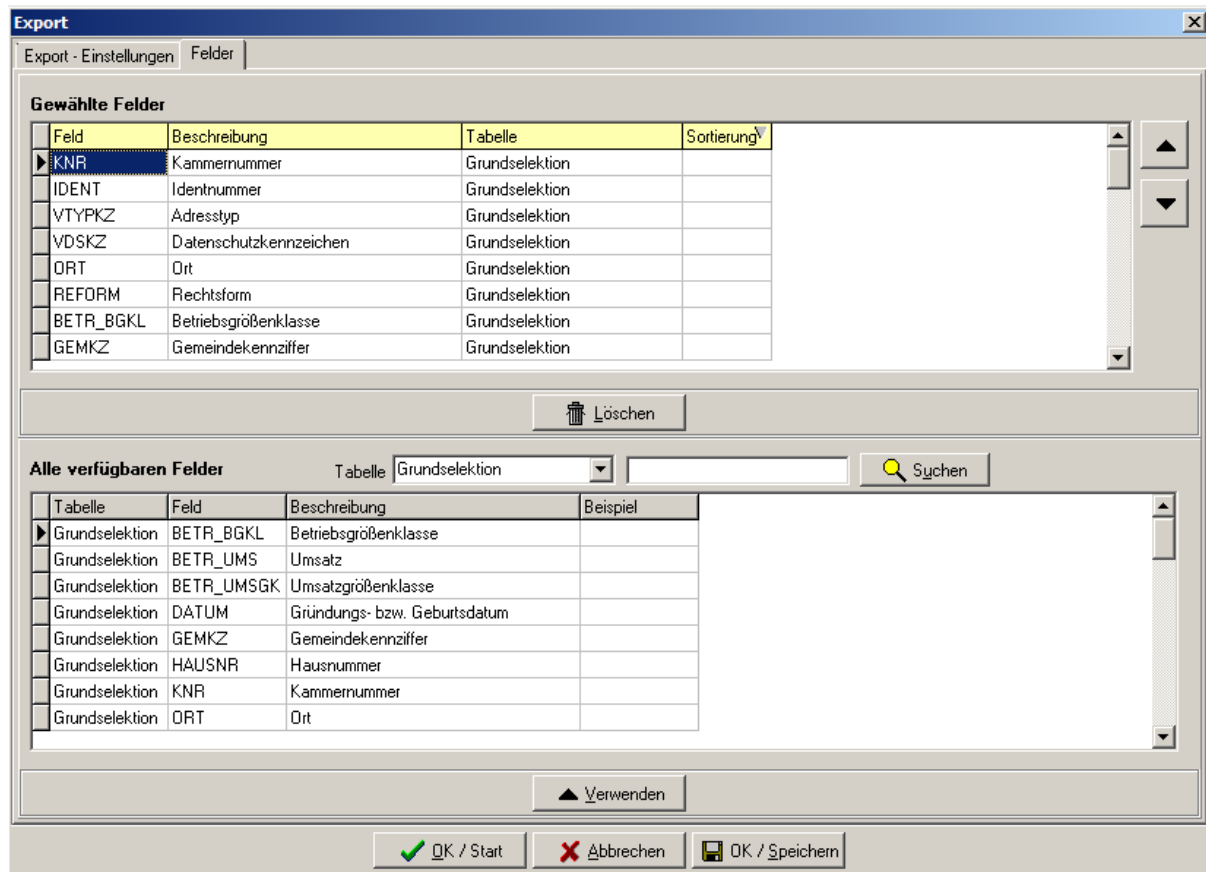 Export
Export - Einstellungen Felder
Gewählte Felder
Feld Beschreibung Tabelle Sortierung
KNR Kammernummer Grundselektion
IDENT Identnummer Grundselektion
VTYPKZ Adresstyp Grundselektion
VDSKZ Datenschutzkennzeichen Grundselektion
ORT Ort Grundselektion
REFORM Rechtsform Grundselektion
BETR_BGKL Betriebsgrößenklasse Grundselektion
GEMKZ Gemeindekennziffer Grundselektion
Löschen
Alle verfügbaren Felder Tabelle Grundselektion Suchen
Tabelle Feld Beschreibung Beispiel
Grundselektion BETR_BGKL Betriebsgrößenklasse
Grundselektion BETR_UMS Umsatz
Grundselektion BETR_UMSGK Umsatzgrößenklasse
Grundselektion DATUM Gründungs- bzw. Geburtsdatum
Grundselektion GEMKZ Gemeindekennziffer
Grundselektion HAUSNR Hausnummer
Grundselektion KNR Kammernummer
Grundselektion ORT Ort
Verwenden
OK / Start Abbrechen OK / Speichern